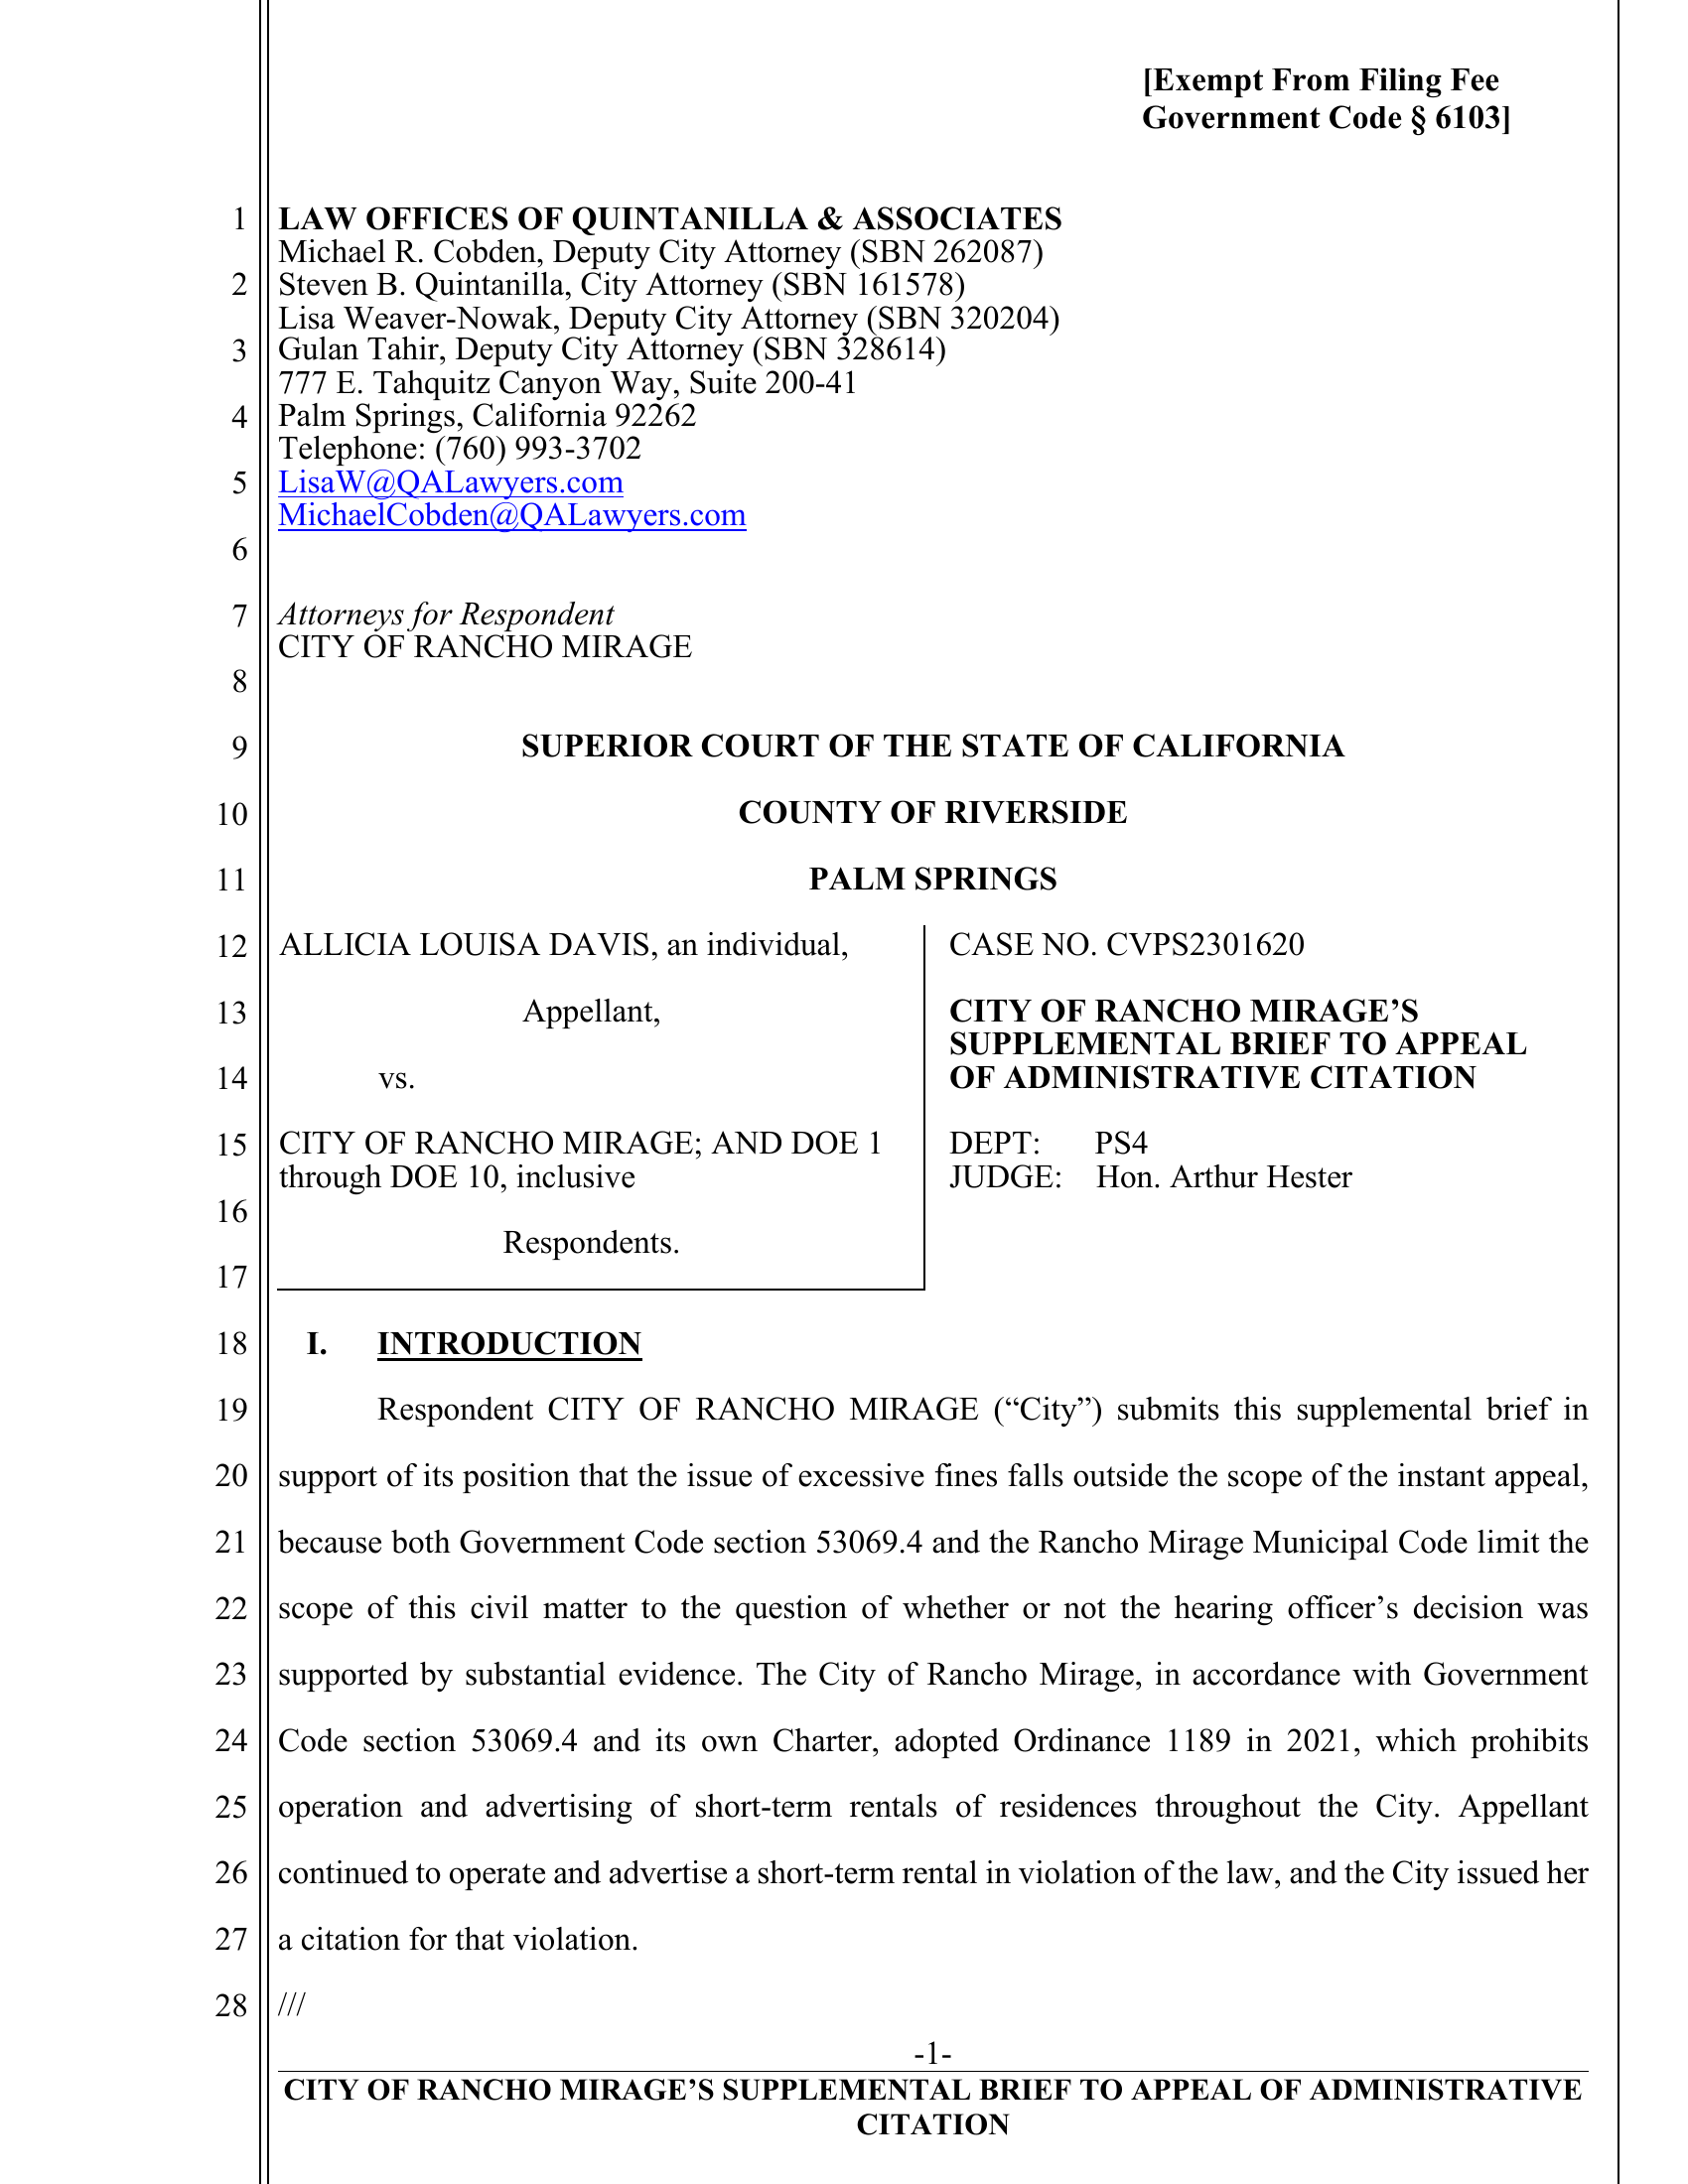 [Exempt From Filing Fee
Government Code § 6103]
1 LAW OFFICES OF QUINTANILLA & ASSOCIATES
Michael R. Cobden, Deputy City Attorney (SBN 262087)
2 Steven B. Quintanilla, City Attorney (SBN 161578)
Lisa Weaver-Nowak, Deputy City Attorney (SBN 320204)
3 Gulan Tahir, Deputy City Attorney (SBN 328614)
777 E. Tahquitz Canyon Way, Suite 200-41
4 Palm Springs, California 92262
Telephone: (760) 993-3702
5 LisaW@QALawyers.com
MichaelCobden@QALawyers.com
6
7 Attorneys for Respondent
CITY OF RANCHO MIRAGE
8
9 SUPERIOR COURT OF THE STATE OF CALIFORNIA
10 COUNTY OF RIVERSIDE
11 PALM SPRINGS
12 ALLICIA LOUISA DAVIS, an individual,
13 Appellant,
14 vs.
15 CITY OF RANCHO MIRAGE; AND DOE 1
through DOE 10, inclusive
16
Respondents.
17
CASE NO. CVPS2301620
CITY OF RANCHO MIRAGE’S
SUPPLEMENTAL BRIEF TO APPEAL
OF ADMINISTRATIVE CITATION
DEPT: PS4
JUDGE: Hon. Arthur Hester
18 I. INTRODUCTION
19 Respondent CITY OF RANCHO MIRAGE (“City”) submits this supplemental brief in
20 support of its position that the issue of excessive fines falls outside the scope of the instant appeal,
21 because both Government Code section 53069.4 and the Rancho Mirage Municipal Code limit the
22 scope of this civil matter to the question of whether or not the hearing officer’s decision was
23 supported by substantial evidence. The City of Rancho Mirage, in accordance with Government
24 Code section 53069.4 and its own Charter, adopted Ordinance 1189 in 2021, which prohibits
25 operation and advertising of short-term rentals of residences throughout the City. Appellant
26 continued to operate and advertise a short-term rental in violation of the law, and the City issued her
27 a citation for that violation.
28 ///
-1-
CITY OF RANCHO MIRAGE’S SUPPLEMENTAL BRIEF TO APPEAL OF ADMINISTRATIVE
CITATION